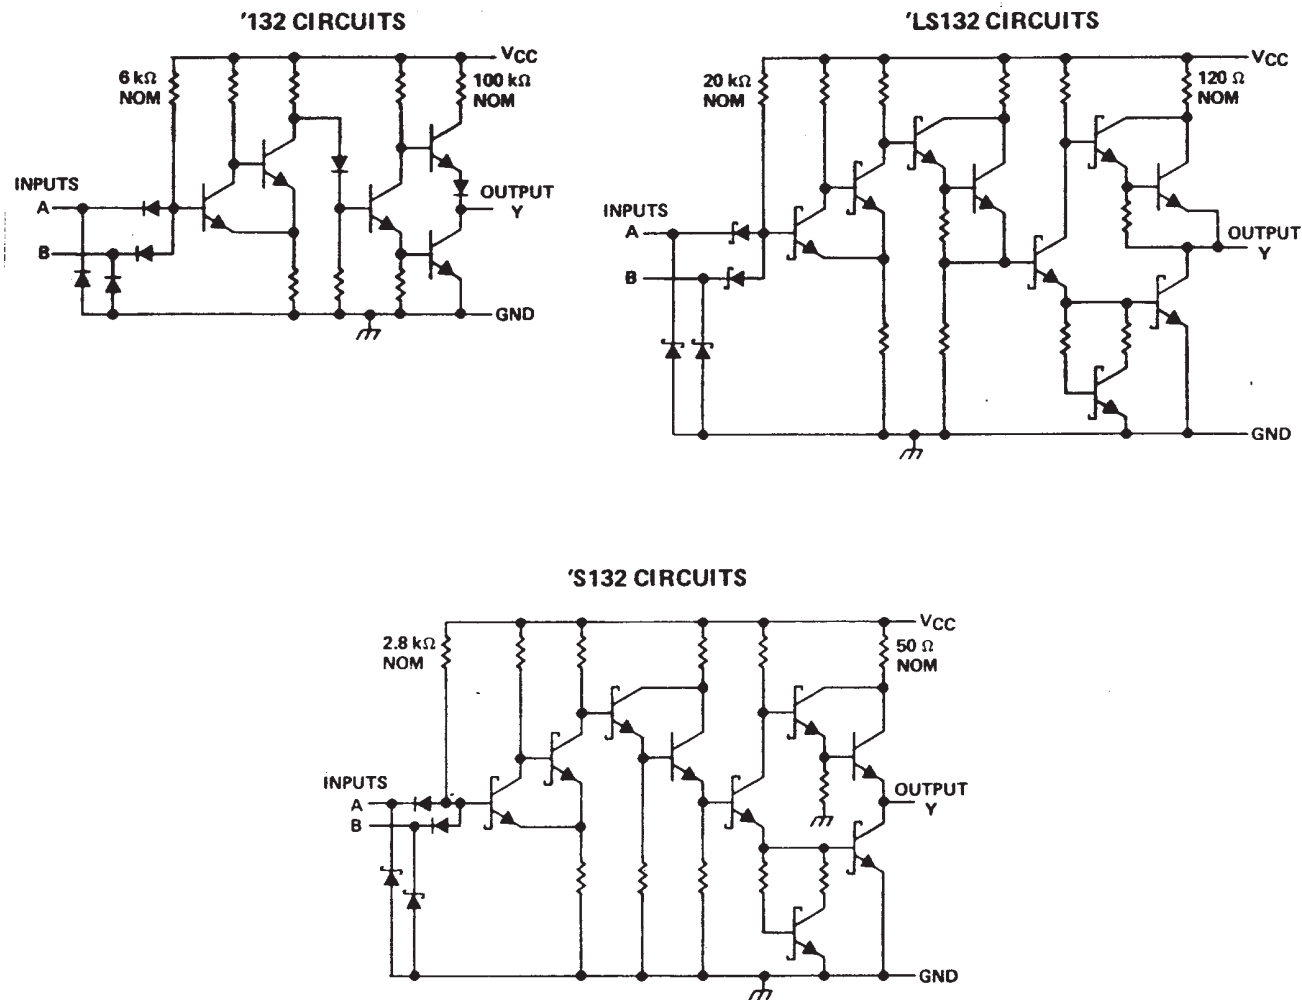 '132 CIRCUITS
VCC
6 kΩ
NOM
100 kΩ
NOM
INPUTS
A
B
OUTPUT
Y
GND
'LS132 CIRCUITS
VCC
20 kΩ
NOM
120 Ω
NOM
INPUTS
A
B
OUTPUT
Y
GND
'S132 CIRCUITS
VCC
2.8 kΩ
NOM
50 Ω
NOM
INPUTS
A
B
OUTPUT
Y
GND